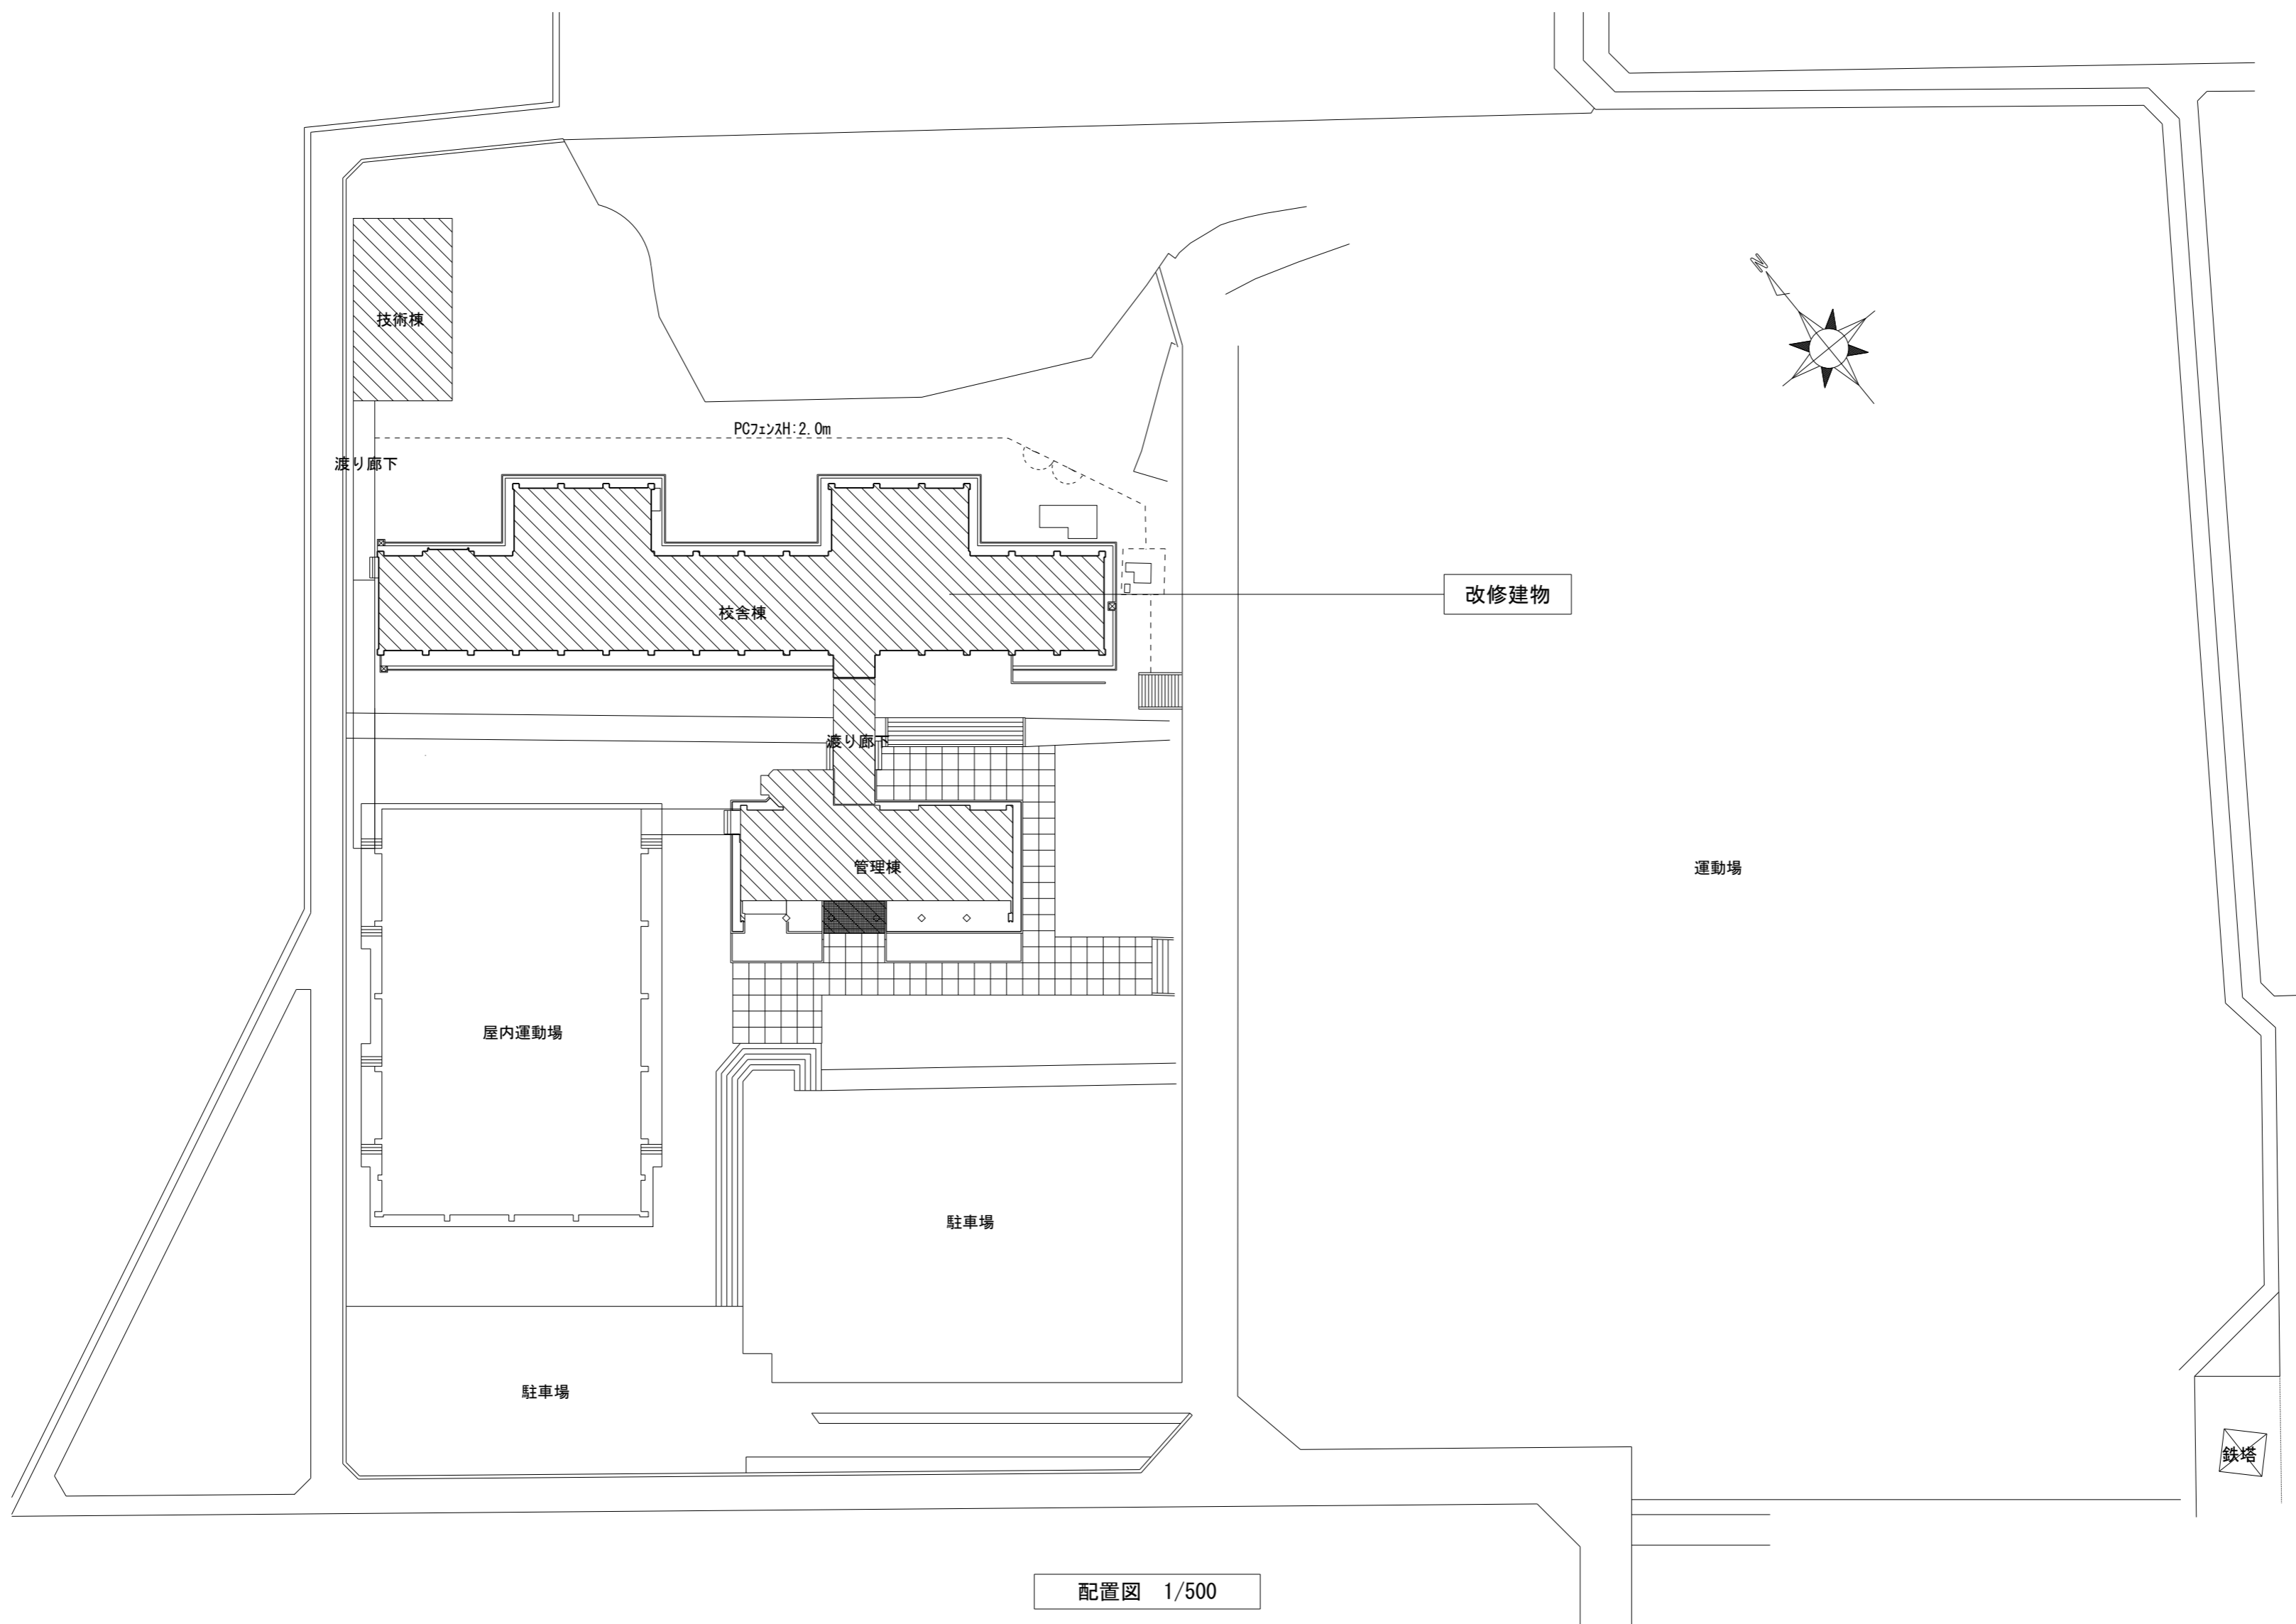 N
技術棟
PCフェンスH:2.0m
渡り廊下
改修建物
校舎棟
渡り廊下
管理棟
運動場
屋内運動場
駐車場
駐車場
鉄塔
配置図 1/500